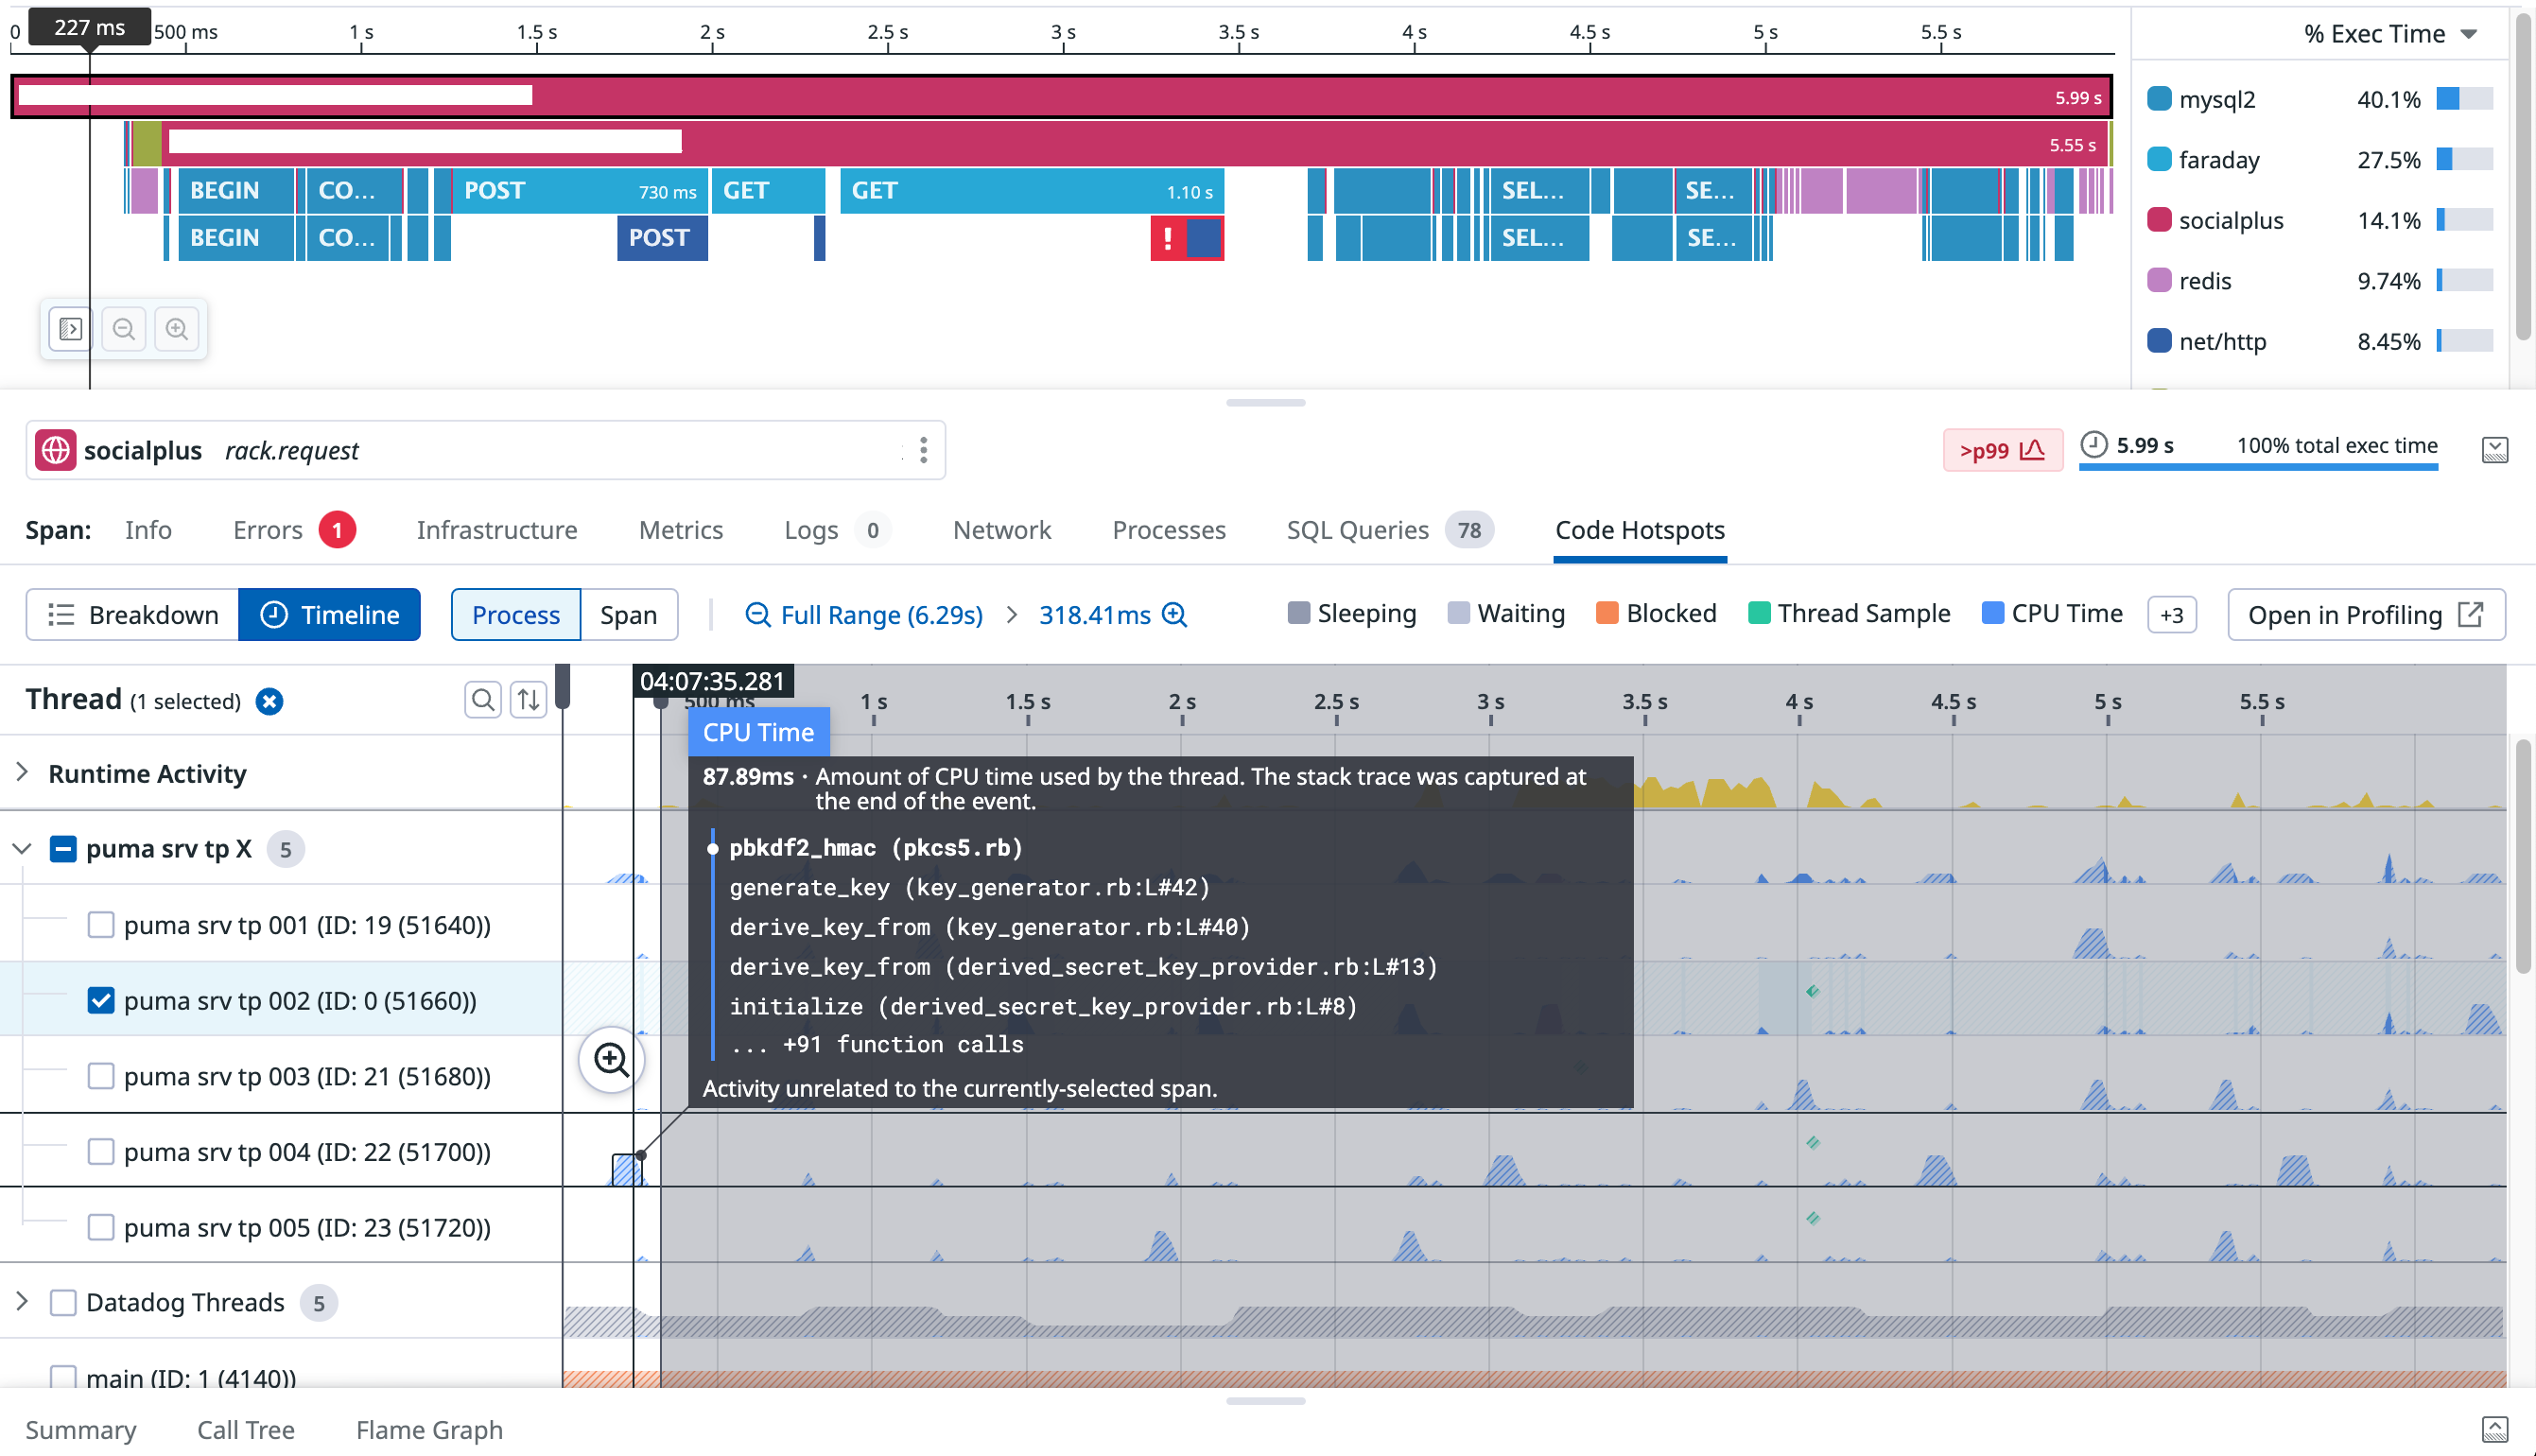 0 227 ms 500 ms 1 s 1.5 s 2 s 2.5 s 3 s 3.5 s 4 s 4.5 s 5 s 5.5 s
% Exec Time
5.99 s
5.55 s
BEGIN CO... POST 730 ms GET GET 1.10 s SEL... SE...
BEGIN CO... POST ! SEL... SE...
mysql2 40.1%
faraday 27.5%
socialplus 14.1%
redis 9.74%
net/http 8.45%
socialplus rack.request >p99 5.99 s 100% total exec time
Span: Info Errors 1 Infrastructure Metrics Logs 0 Network Processes SQL Queries 78 Code Hotspots
Breakdown Timeline Process Span Full Range (6.29s) > 318.41ms Sleeping Waiting Blocked Thread Sample CPU Time +3 Open in Profiling
04:07:35.281
Thread (1 selected) 500 ms 1 s 1.5 s 2 s 2.5 s 3 s 3.5 s 4 s 4.5 s 5 s 5.5 s
CPU Time
Runtime Activity
87.89ms · Amount of CPU time used by the thread. The stack trace was captured at
the end of the event.
pbkdf2_hmac (pkcs5.rb)
generate_key (key_generator.rb:L#42)
derive_key_from (key_generator.rb:L#40)
derive_key_from (derived_secret_key_provider.rb:L#13)
initialize (derived_secret_key_provider.rb:L#8)
... +91 function calls
Activity unrelated to the currently-selected span.
puma srv tp X 5
puma srv tp 001 (ID: 19 (51640))
puma srv tp 002 (ID: 0 (51660))
puma srv tp 003 (ID: 21 (51680))
puma srv tp 004 (ID: 22 (51700))
puma srv tp 005 (ID: 23 (51720))
Datadog Threads 5
main (ID: 1 (4140))
Summary Call Tree Flame Graph